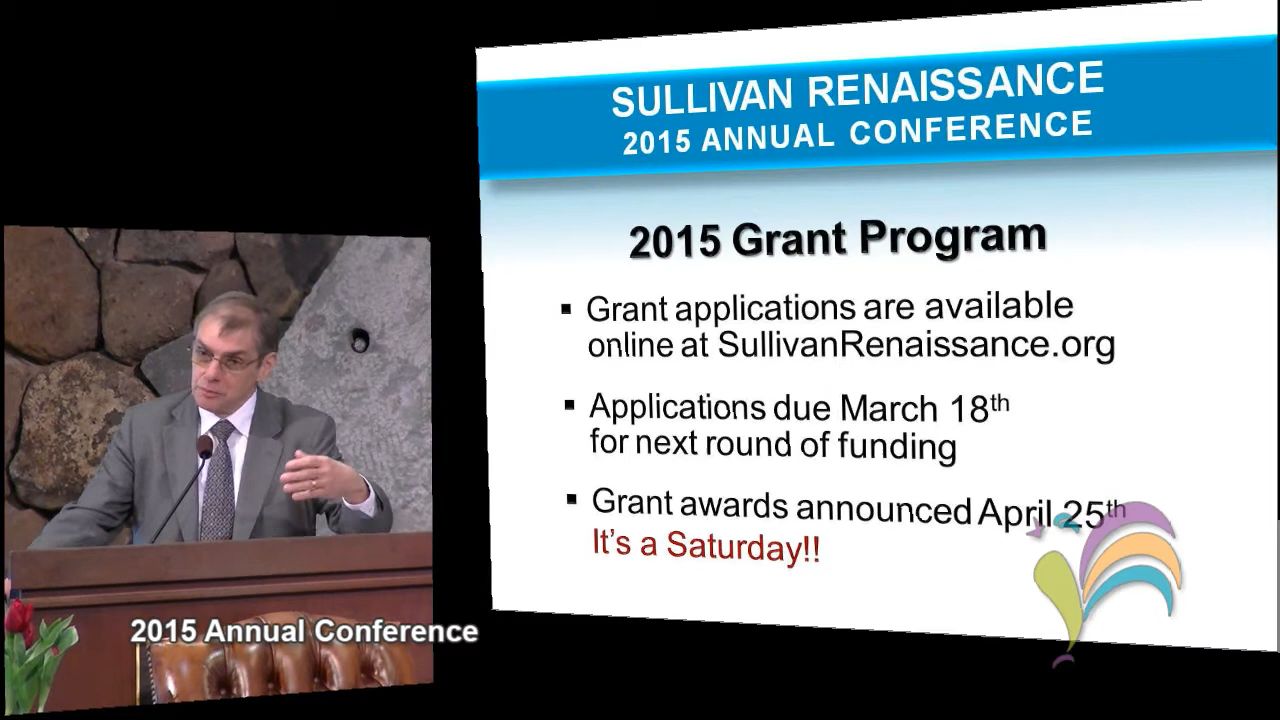 SULLIVAN RENAISSANCE
2015 ANNUAL CONFERENCE
2015 Grant Program
▪ Grant applications are available
online at SullivanRenaissance.org
▪ Applications due March 18th
for next round of funding
▪ Grant awards announced April 25th
It's a Saturday!!
2015 Annual Conference